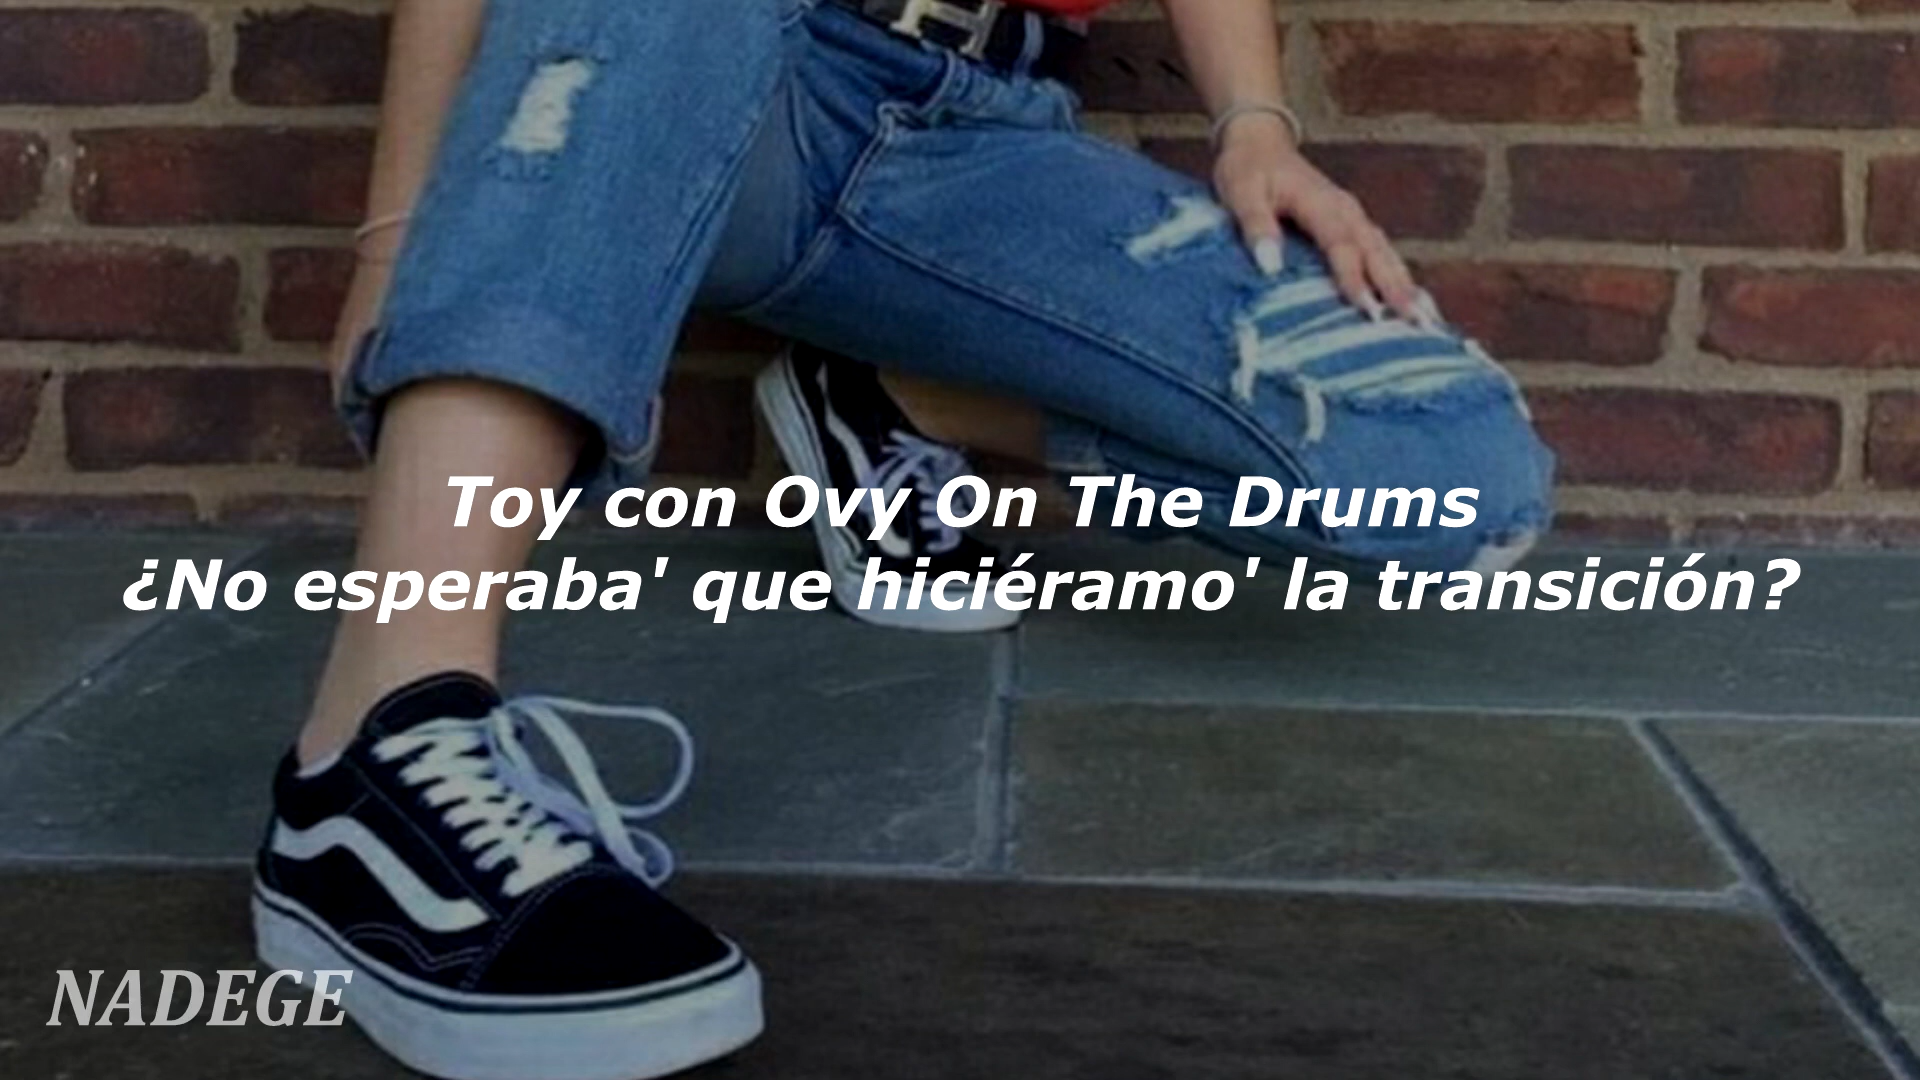 Toy con Ovy On The Drums
¿No esperaba' que hiciéramo' la transición?
NADEGE